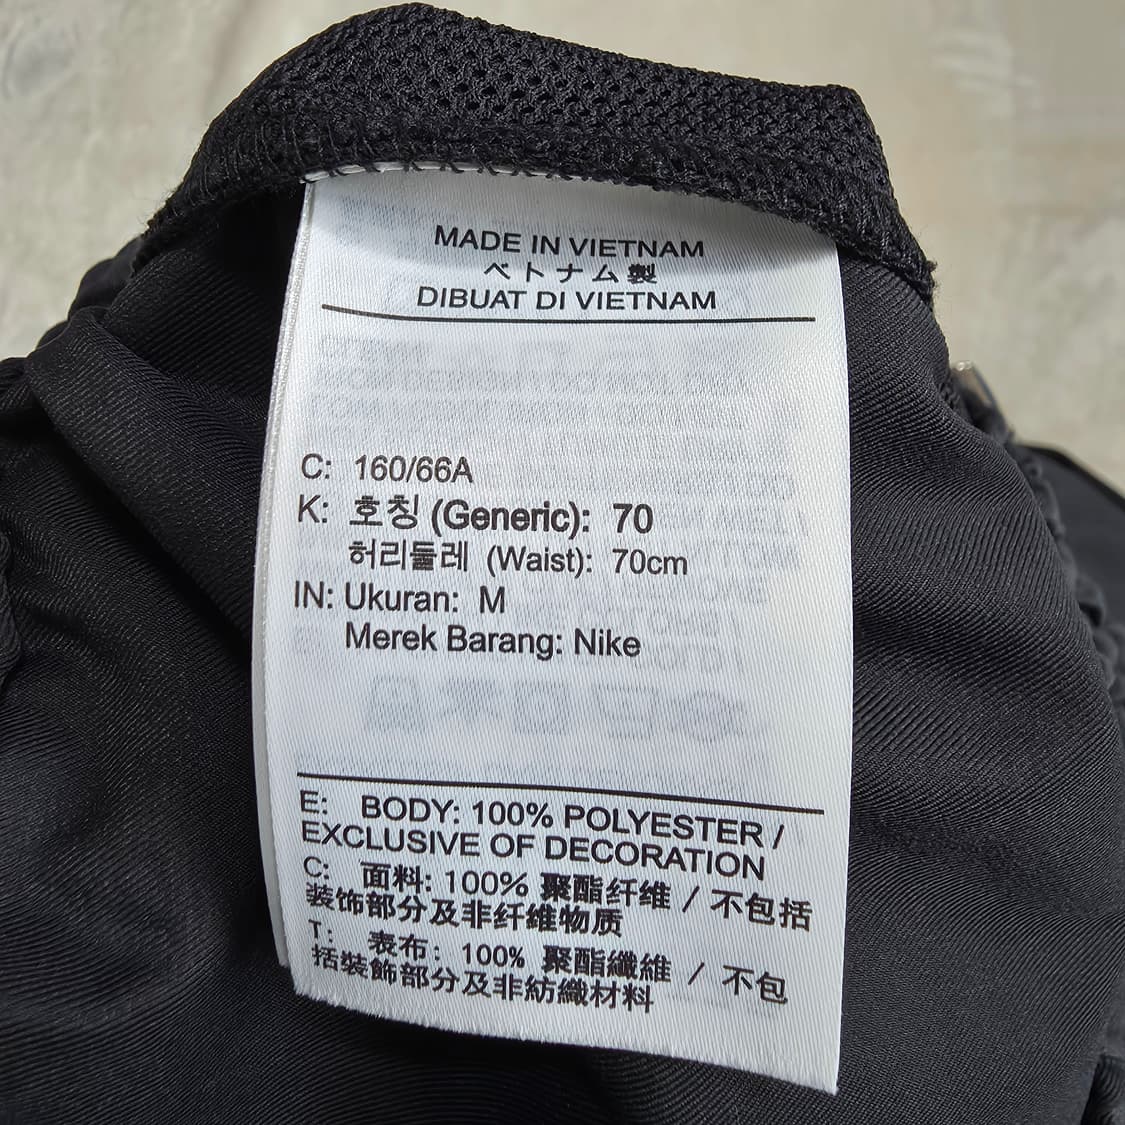 MADE IN VIETNAM
ベトナム製
DIBUAT DI VIETNAM
C: 160/66A
K: 호칭 (Generic): 70
허리둘레 (Waist): 70cm
IN: Ukuran: M
Merek Barang: Nike
E: BODY: 100% POLYESTER /
EXCLUSIVE OF DECORATION
C: 面料: 100% 聚酯纤维 / 不包括
装饰部分及非纤维物质
T: 表布: 100% 聚酯纖維 / 不包
括裝飾部分及非紡織材料